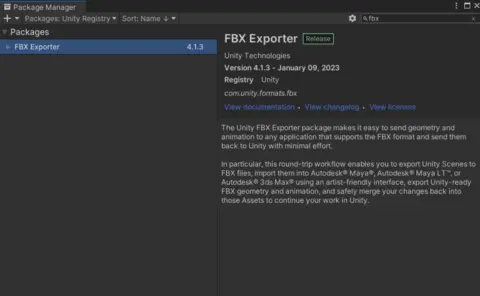 Package Manager
+ Packages: Unity Registry Sort: Name ↓
fbx
Packages
FBX Exporter 4.1.3
FBX Exporter Release
Unity Technologies
Version 4.1.3 - January 09, 2023
Registry Unity
com.unity.formats.fbx
View documentation • View changelog • View licenses
The Unity FBX Exporter package makes it easy to send geometry and
animation to any application that supports the FBX format and send them
back to Unity with minimal effort.
In particular, this round-trip workflow enables you to export Unity Scenes to
FBX files, import them into Autodesk® Maya®, Autodesk® Maya LT™, or
Autodesk® 3ds Max® using an artist-friendly interface, export Unity-ready
FBX geometry and animation, and safely merge your changes back into
those Assets to continue your work in Unity.